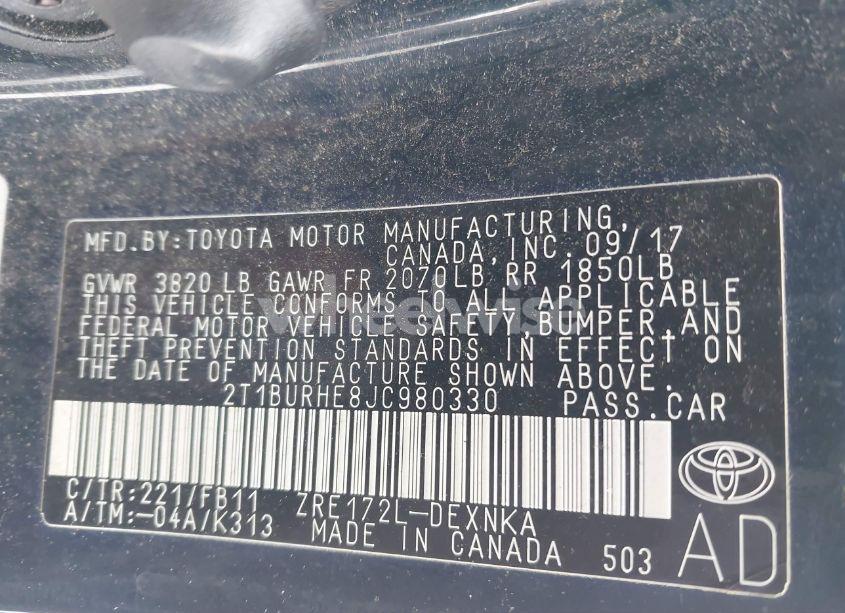 MFD.BY:TOYOTA MOTOR MANUFACTURING,
CANADA, INC. 09/17
GVWR 3820 LB GAWR FR 2070LB RR 1850LB
THIS VEHICLE CONFORMS TO ALL APPLICABLE
FEDERAL MOTOR VEHICLE SAFETY, BUMPER, AND
THEFT PREVENTION STANDARDS IN EFFECT ON
THE DATE OF MANUFACTURE SHOWN ABOVE.
2T1BURHE8JC980330 PASS.CAR
C/TR:221/FB11 ZRE172L-DEXNKA
A/TM:-04A/K313 MADE IN CANADA 503 AD
wheelwise